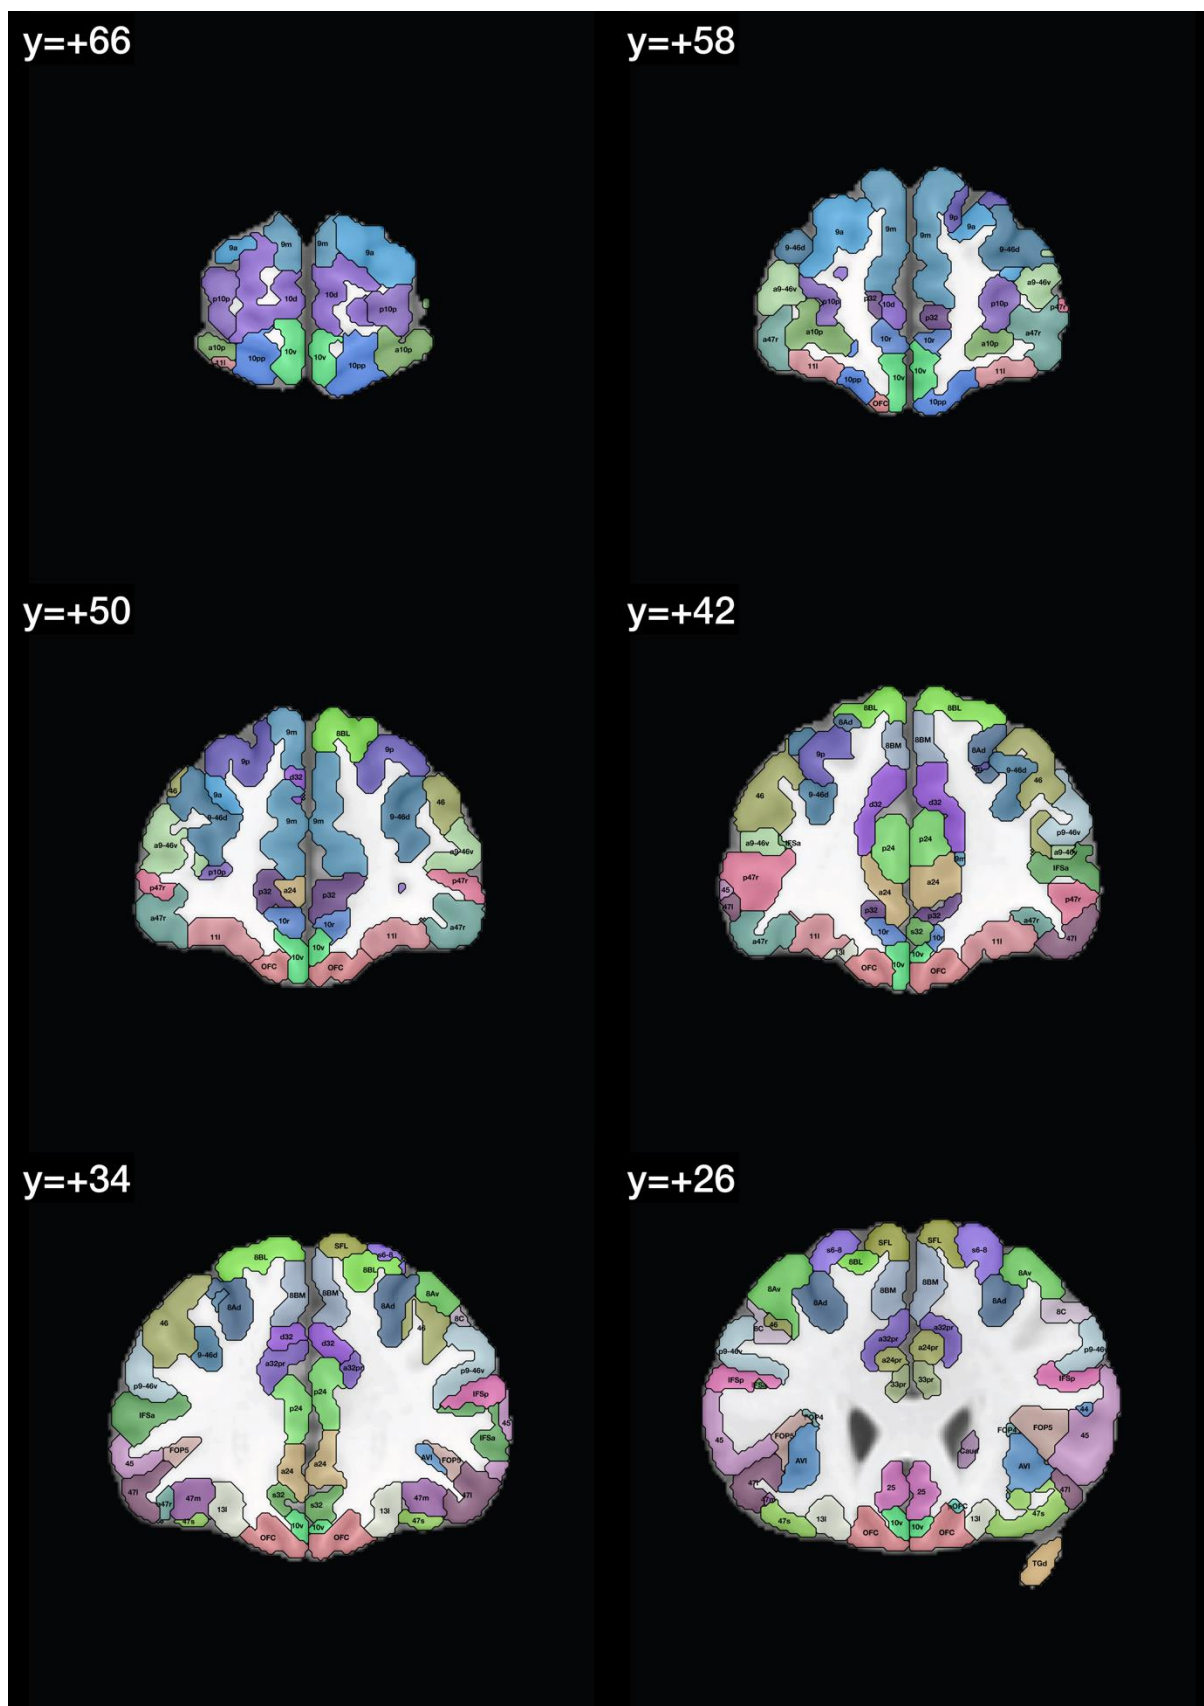 y=+66
9a 9m 9m 9a
p10p 10d 10d p10p
a10p 11l 10pp 10v 10v 10pp a10p
y=+58
9a 9m 9m 9p 9a
9-46d 9-46d
a9-46v p10p p32 10d p32 p10p a9-46v p47r
a47r a10p 10r 10r a10p a47r
11l 10pp 10v 10v 11l
OFC 10pp
y=+50
9m 8BL
9p d32 9p
46 9a 9-46d 9m 9m 9-46d 46
a9-46v a9-46v
p10p
p47r p32 a24 p32 p47r
a47r 10r 10r a47r
11l 11l
10v 10v
OFC OFC
y=+42
8BL 8BL
8Ad 8BM 8BM 8Ad
9p 9-46d 46
46 9-46d d32 d32
p9-46v
a9-46v IFSa p24 p24 a9-46v
9m IFSa
p47r a24 a24 p47r
45 47l p32 p32
a47r 11l 10r s32 10r 11l a47r 47l
13l 10v 10v
OFC OFC
y=+34
8BL SFL s6-8
8BL
8BM 8BM
46 8Ad 8Ad 8Av
8C
9-46d d32 d32 46
p9-46v a32pr a32pr p9-46v
IFSa p24 p24 IFSp
45
FOP5 IFSa
45 a24 a24 AVI FOP5
47l a47r 47m 13l s32 s32 13l 47m 47l
47s 10v 10v 47s
OFC OFC
y=+26
s6-8 SFL SFL s6-8
8BL
8Av 8Ad 8BM 8BM 8Ad 8Av
8C 46 8C
p9-46v a32pr a32pr p9-46v
a24pr a24pr
IFSp IFSa 33pr 33pr IFSp
44
45 FOP4 FOP4 45
FOP5 FOP5
AVI Caud AVI
47l 25 25 47l
pOFC
47s 13l 10v 10v 13l 47s
OFC OFC
TGd